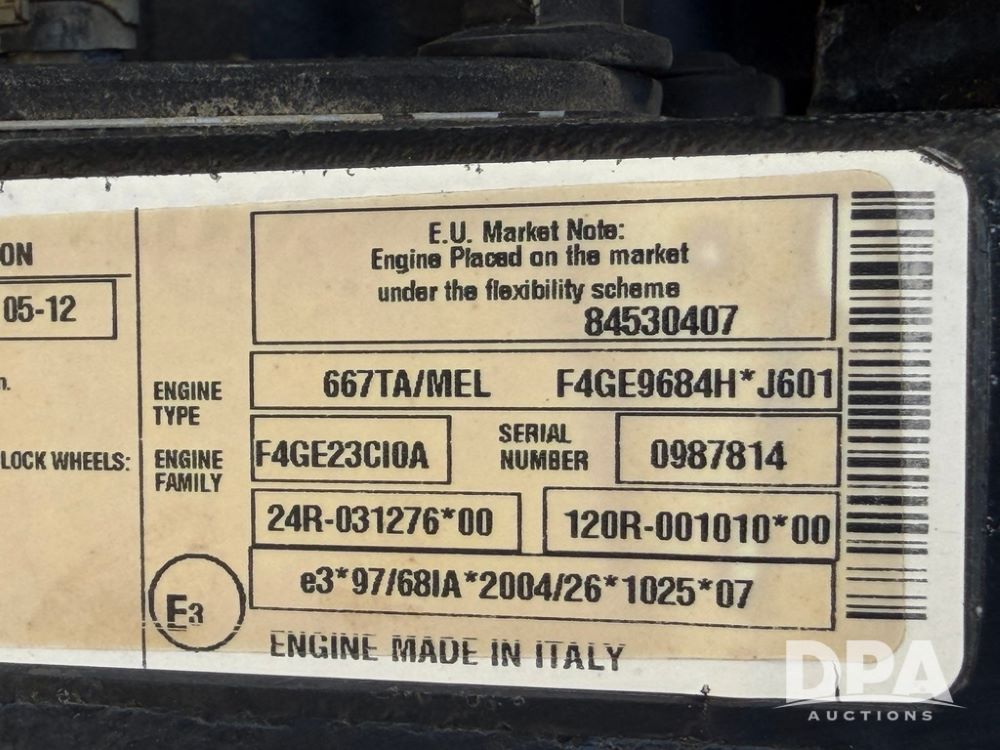 ON
05-12
n.
LOCK WHEELS:
E.U. Market Note:
Engine Placed on the market
under the flexibility scheme
84530407
ENGINE TYPE
667TA/MEL F4GE9684H*J601
ENGINE FAMILY
F4GE23CI0A
SERIAL NUMBER
0987814
24R-031276*00
120R-001010*00
e3*97/68IA*2004/26*1025*07
E3
ENGINE MADE IN ITALY
DPA
AUCTIONS